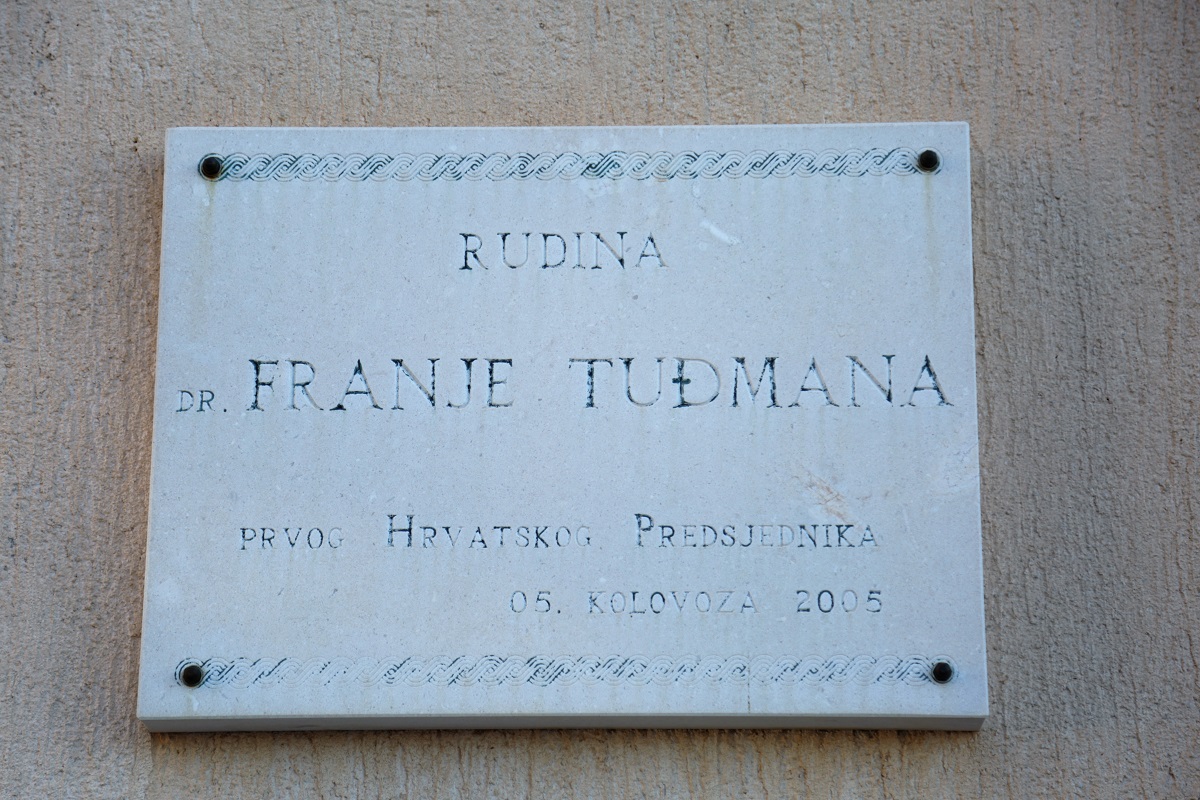 RUDINA
DR. FRANJE TUĐMANA
PRVOG HRVATSKOG PREDSJEDNIKA
05. KOLOVOZA 2005